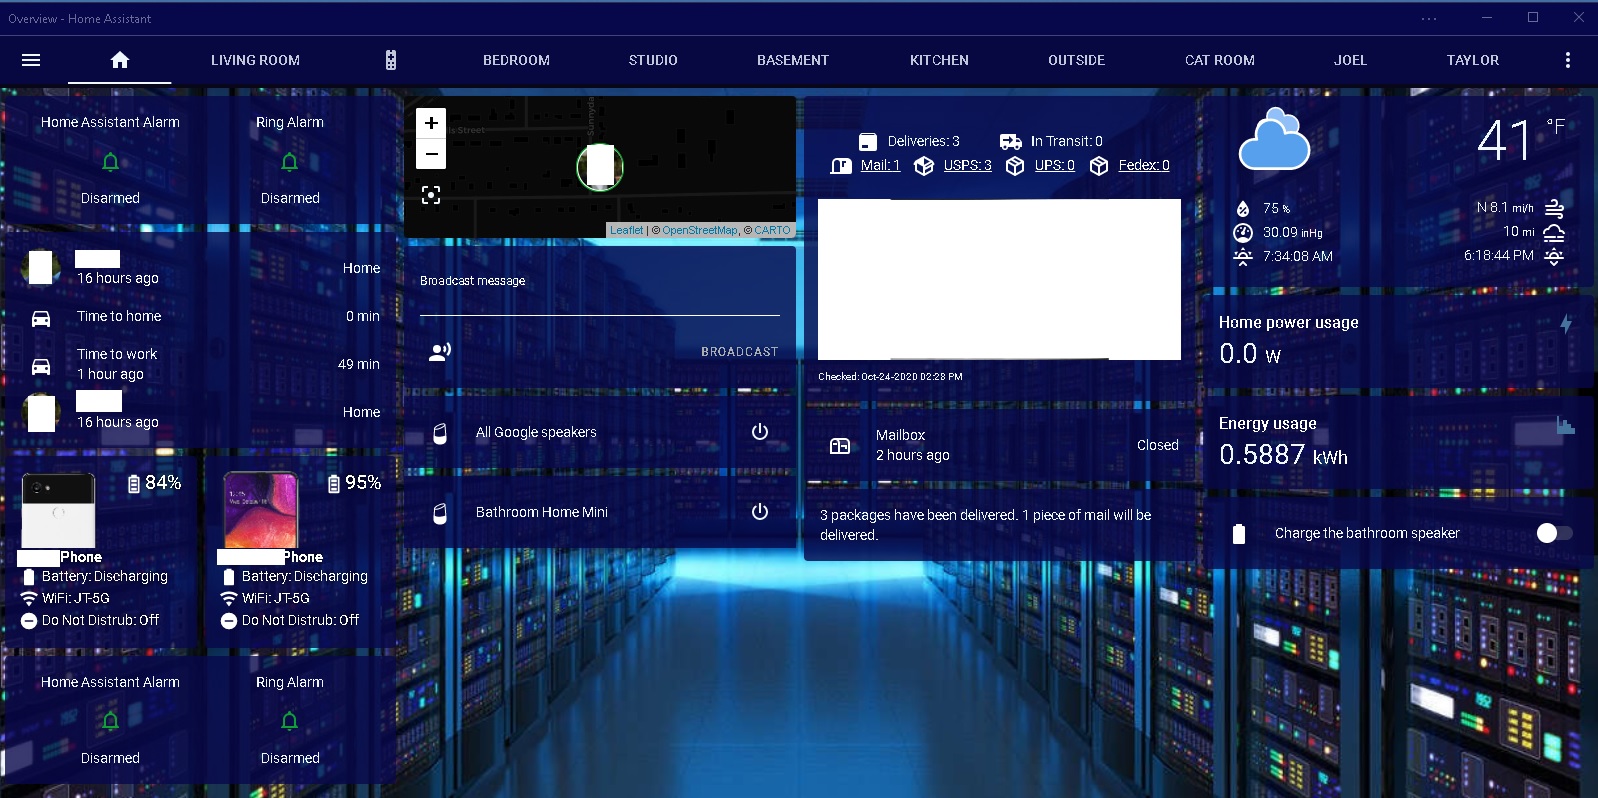 Overview - Home Assistant
LIVING ROOM
BEDROOM
STUDIO
BASEMENT
KITCHEN
OUTSIDE
CAT ROOM
JOEL
TAYLOR
Home Assistant Alarm
Ring Alarm
Disarmed
Disarmed
16 hours ago
Home
Time to home
0 min
Time to work
1 hour ago
49 min
16 hours ago
Home
84%
Phone
Battery: Discharging
WiFi: JT-5G
Do Not Distrub: Off
95%
Phone
Battery: Discharging
WiFi: JT-5G
Do Not Distrub: Off
Home Assistant Alarm
Ring Alarm
Disarmed
Disarmed
+
−
is Street
Leaflet | © OpenStreetMap, © CARTO
Broadcast message
BROADCAST
All Google speakers
Bathroom Home Mini
Deliveries: 3
In Transit: 0
Mail: 1
USPS: 3
UPS: 0
Fedex: 0
Checked: Oct-24-2020 02:28 PM
Mailbox
2 hours ago
Closed
3 packages have been delivered. 1 piece of mail will be
delivered.
41 °F
75 %
N 8.1 mi/h
30.09 inHg
10 mi
7:34:08 AM
6:18:44 PM
Home power usage
0.0 W
Energy usage
0.5887 kWh
Charge the bathroom speaker